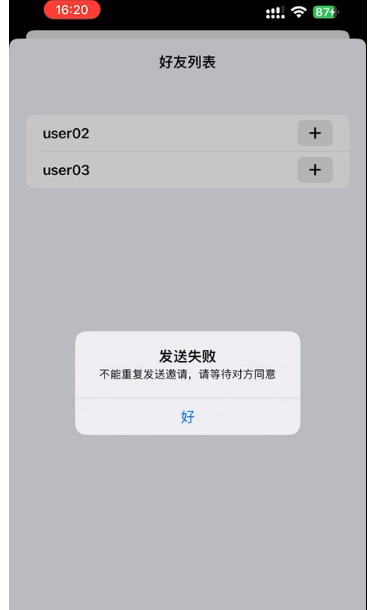 16:20
87
好友列表
user02
+
user03
+
发送失败
不能重复发送邀请，请等待对方同意
好